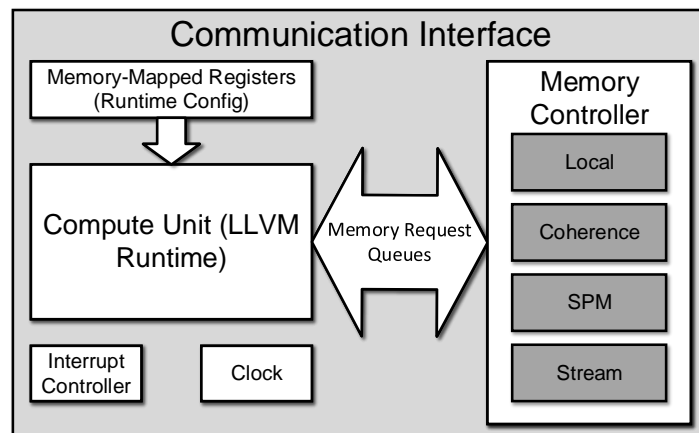 Communication Interface
Memory-Mapped Registers
(Runtime Config)
Compute Unit (LLVM
Runtime)
Memory Request
Queues
Memory
Controller
Local
Coherence
SPM
Stream
Interrupt
Controller
Clock